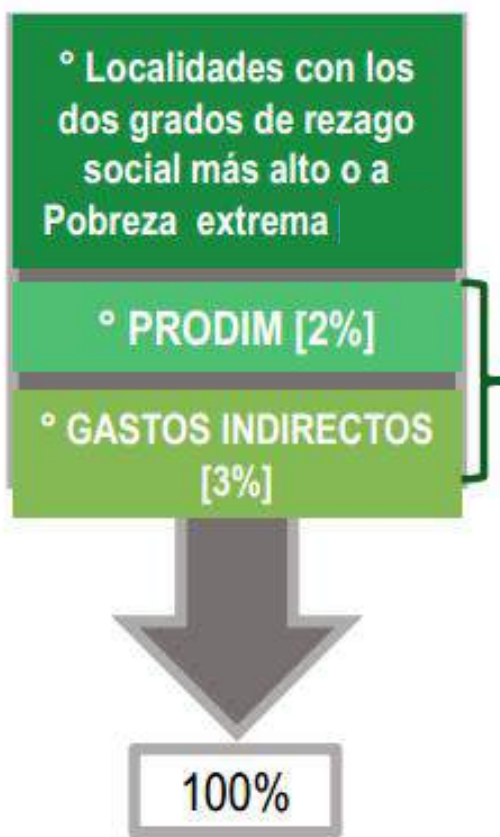 ° Localidades con los
dos grados de rezago
social más alto o a
Pobreza extrema
° PRODIM [2%]
° GASTOS INDIRECTOS
[3%]
100%